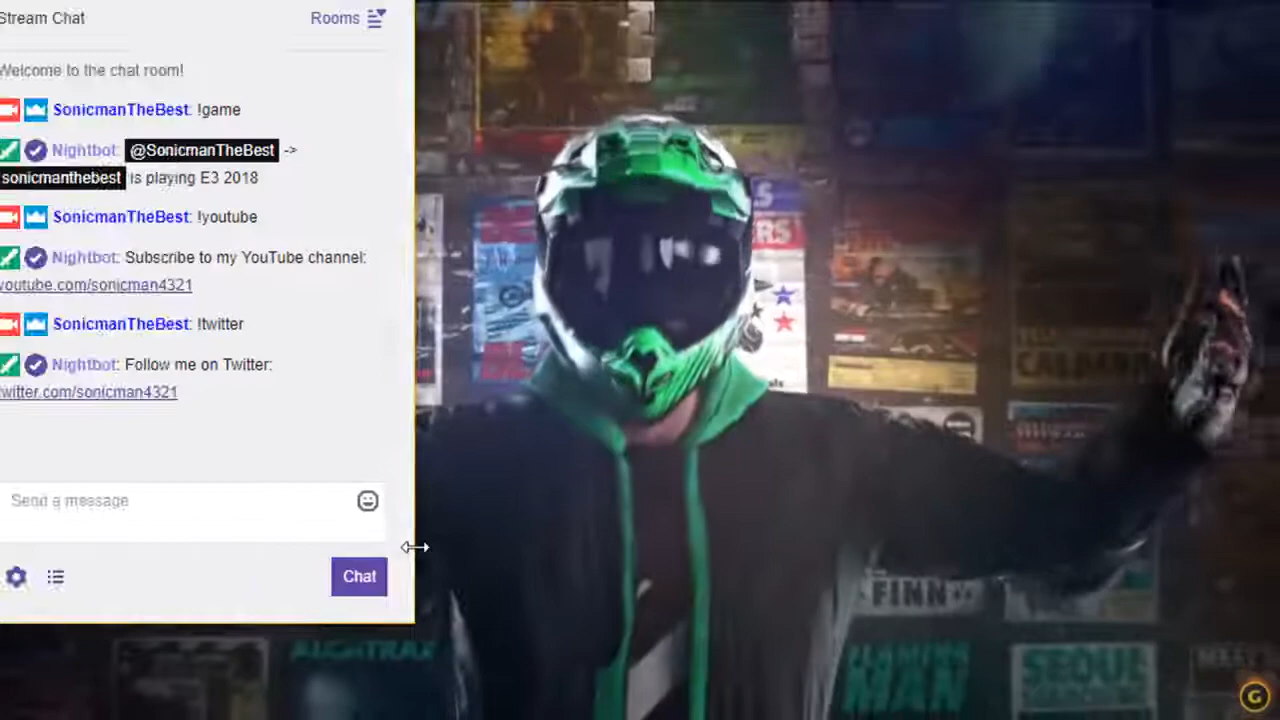 Stream Chat
Rooms
Welcome to the chat room!
SonicmanTheBest: !game
Nightbot: @SonicmanTheBest ->
sonicmanthebest is playing E3 2018
SonicmanTheBest: !youtube
Nightbot: Subscribe to my YouTube channel:
youtube.com/sonicman4321
SonicmanTheBest: !twitter
Nightbot: Follow me on Twitter:
twitter.com/sonicman4321
Send a message
Chat
FINN
MAN
SEOUL
G